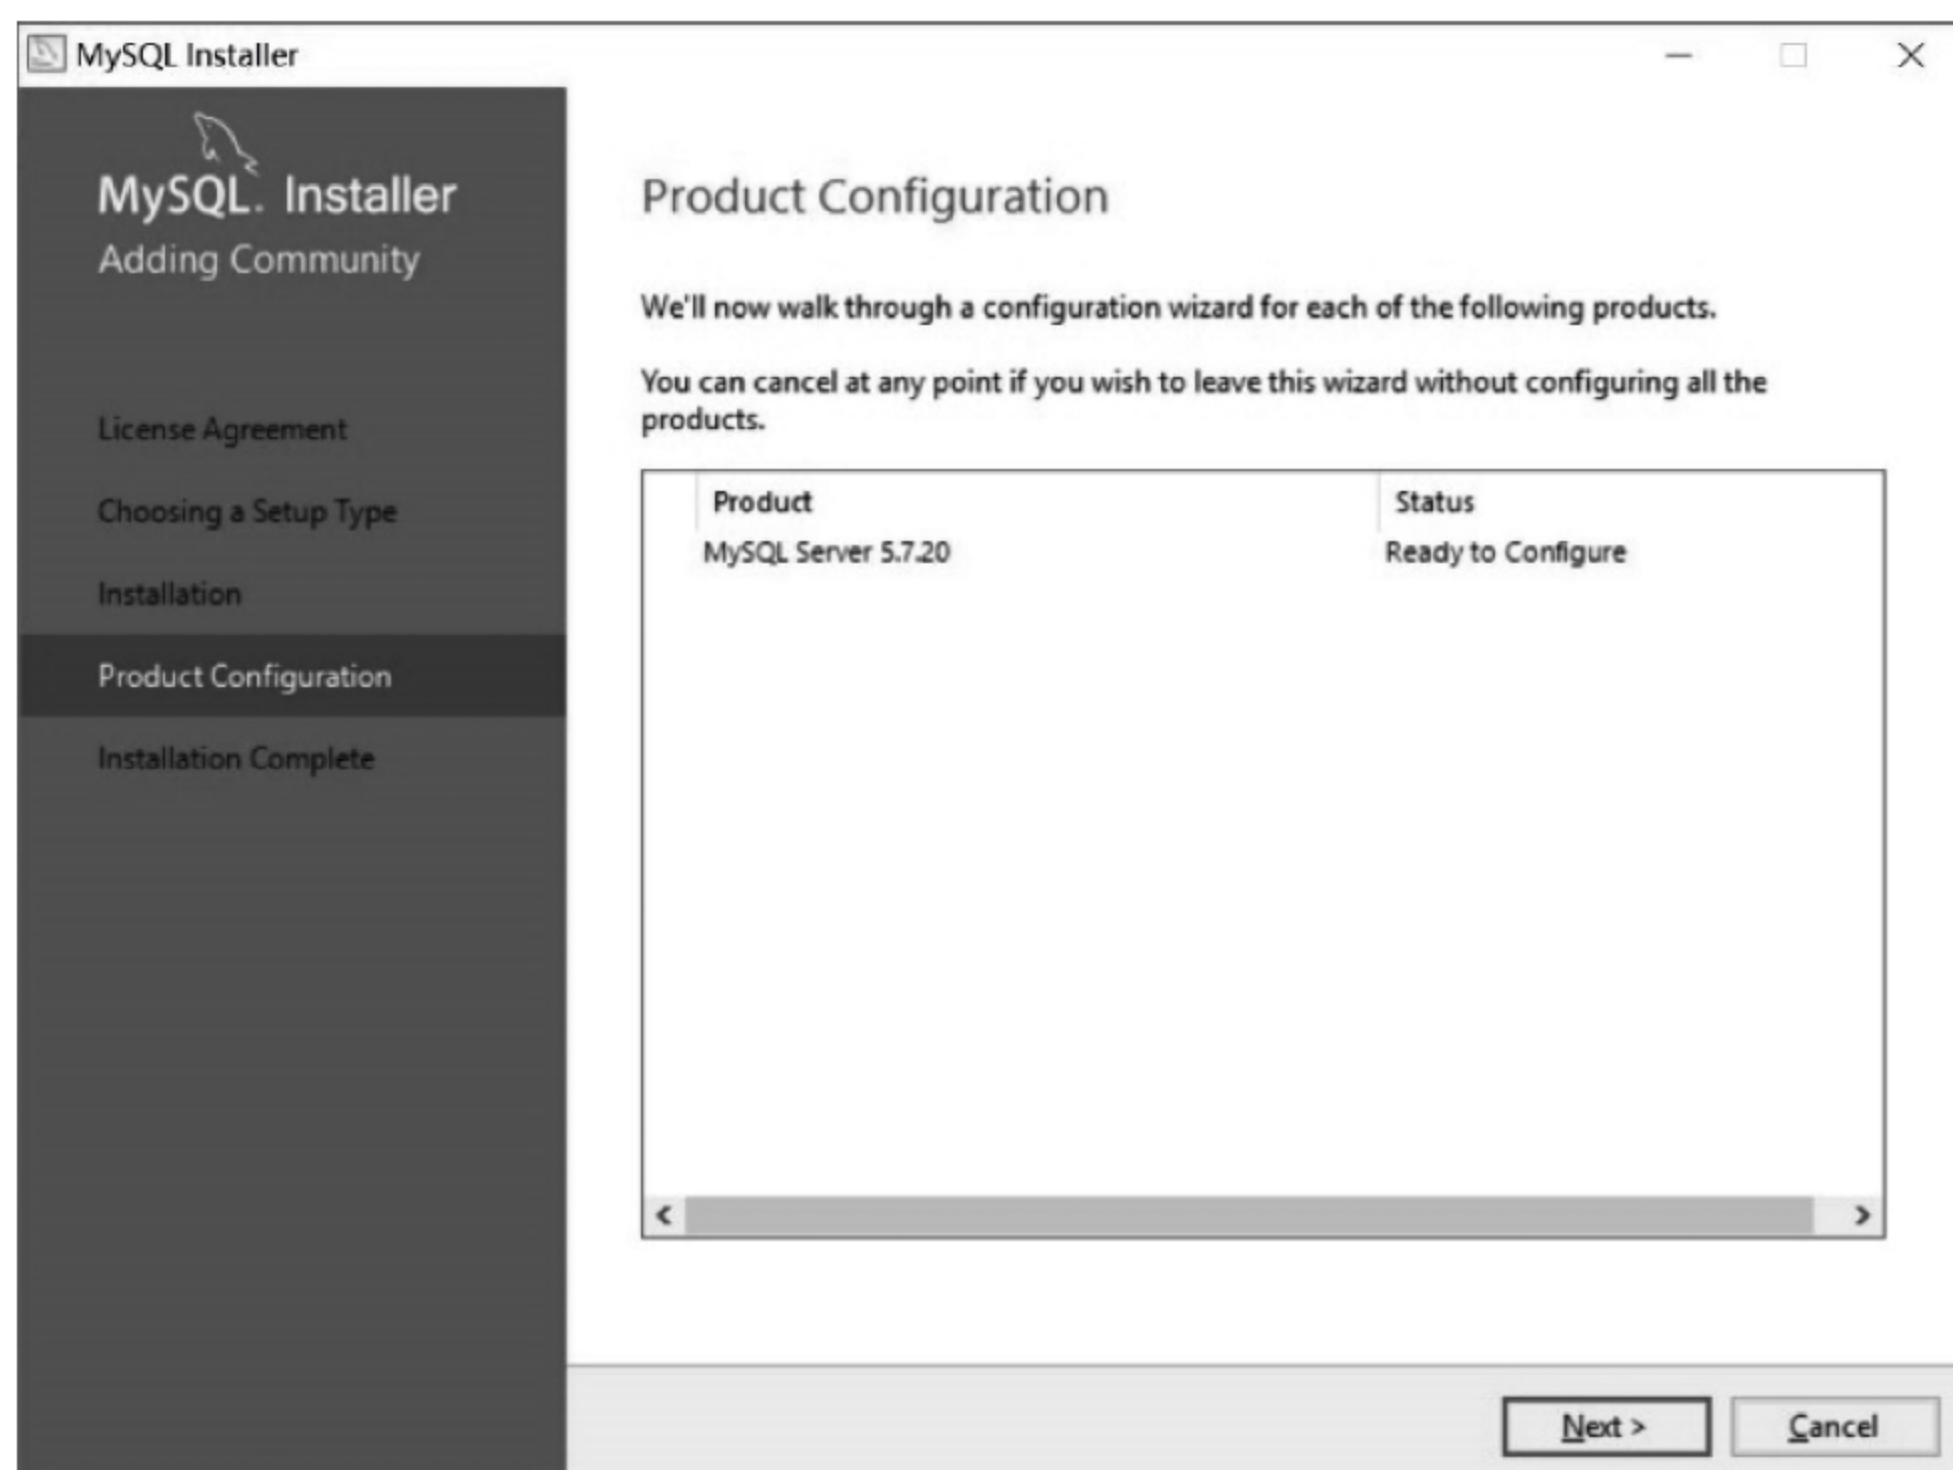 MySQL Installer
MySQL. Installer
Adding Community
License Agreement
Choosing a Setup Type
Installation
Product Configuration
Installation Complete
Product Configuration
We'll now walk through a configuration wizard for each of the following products.
You can cancel at any point if you wish to leave this wizard without configuring all the
products.
Product Status
MySQL Server 5.7.20 Ready to Configure
Next > Cancel